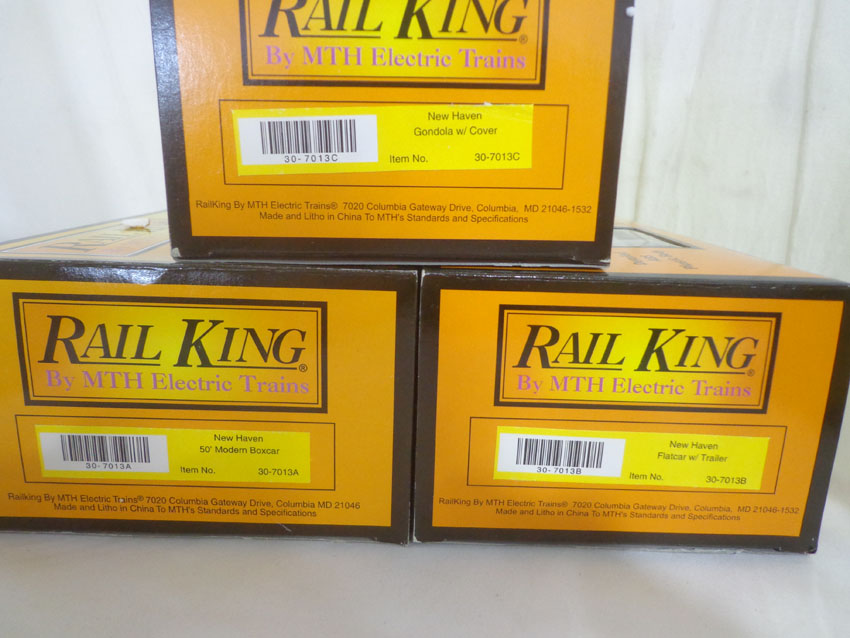 RAIL KING®
By MTH Electric Trains
New Haven
Gondola w/ Cover
30-7013C
Item No. 30-7013C
RailKing By MTH Electric Trains® 7020 Columbia Gateway Drive, Columbia, MD 21046-1532
Made and Litho in China To MTH's Standards and Specifications
RAIL KING®
By MTH Electric Trains
New Haven
50' Modern Boxcar
30-7013A
Item No. 30-7013A
RailKing By MTH Electric Trains® 7020 Columbia Gateway Drive, Columbia MD 21046
Made and Litho in China To MTH's Standards and Specifications
RAIL KING®
By MTH Electric Trains
New Haven
Flatcar w/ Trailer
30-7013B
Item No. 30-7013B
RailKing By MTH Electric Trains® 7020 Columbia Gateway Drive, Columbia, MD 21046-1532
Made and Litho in China To MTH's Standards and Specifications